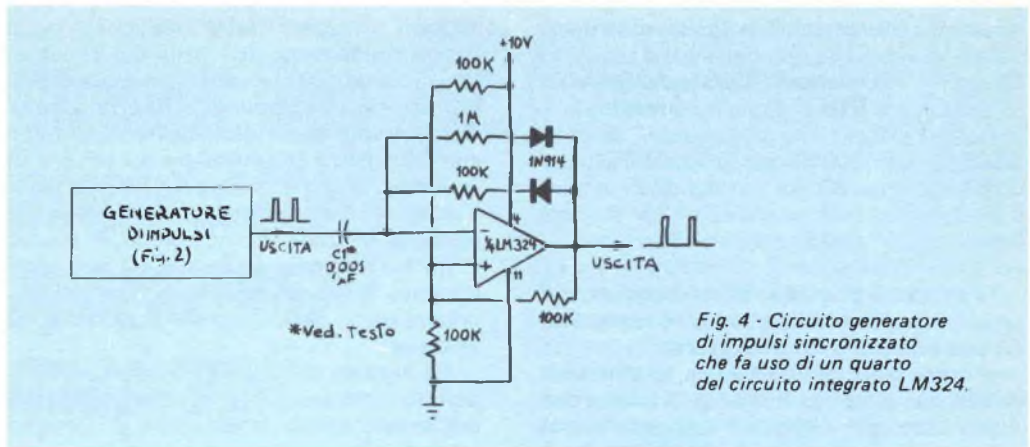 +10V
100K
1M
1N914
100K
GENERATORE
D'IMPULSI
(Fig. 2)
USCITA
C1*
0,001
µF
-
+
4
¼LM324
11
USCITA
100K
100K
*Ved. Testo
Fig. 4 - Circuito generatore
di impulsi sincronizzato
che fa uso di un quarto
del circuito integrato LM324.